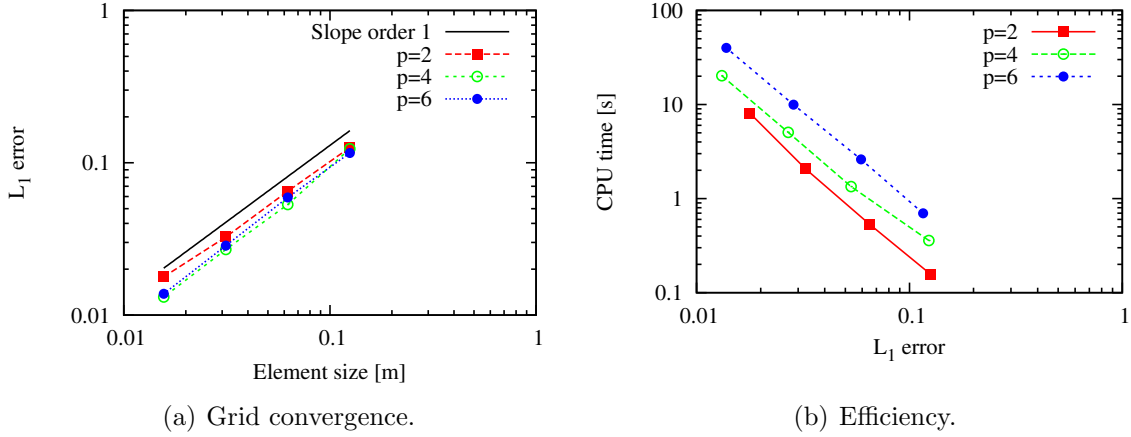 1
0.1
0.01
0.01
0.1
1
L1 error
Element size [m]
Slope order 1
p=2
p=4
p=6
(a) Grid convergence.
100
10
1
0.1
0.01
0.1
1
CPU time [s]
L1 error
p=2
p=4
p=6
(b) Efficiency.